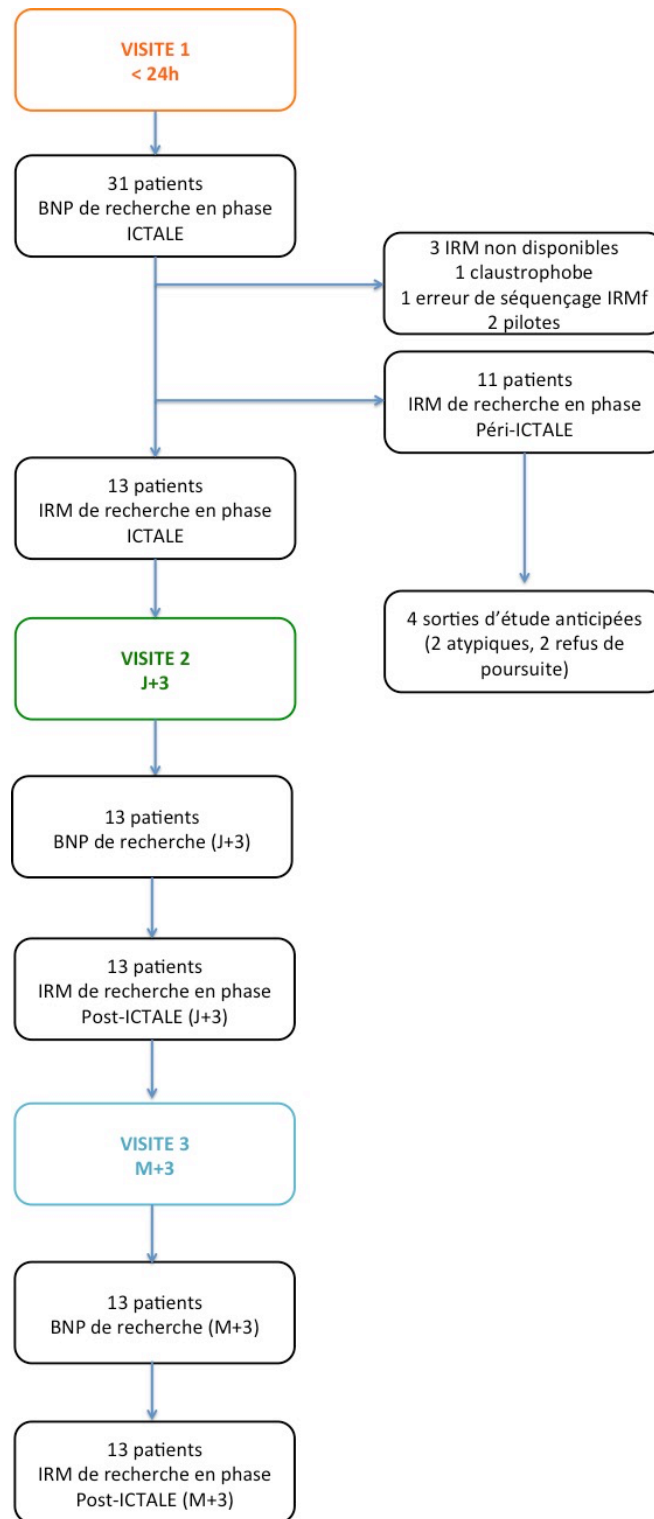 VISITE 1
< 24h
31 patients
BNP de recherche en phase
ICTALE
3 IRM non disponibles
1 claustrophobe
1 erreur de séquençage IRMf
2 pilotes
11 patients
IRM de recherche en phase
Péri-ICTALE
13 patients
IRM de recherche en phase
ICTALE
4 sorties d'étude anticipées
(2 atypiques, 2 refus de
poursuite)
VISITE 2
J+3
13 patients
BNP de recherche (J+3)
13 patients
IRM de recherche en phase
Post-ICTALE (J+3)
VISITE 3
M+3
13 patients
BNP de recherche (M+3)
13 patients
IRM de recherche en phase
Post-ICTALE (M+3)